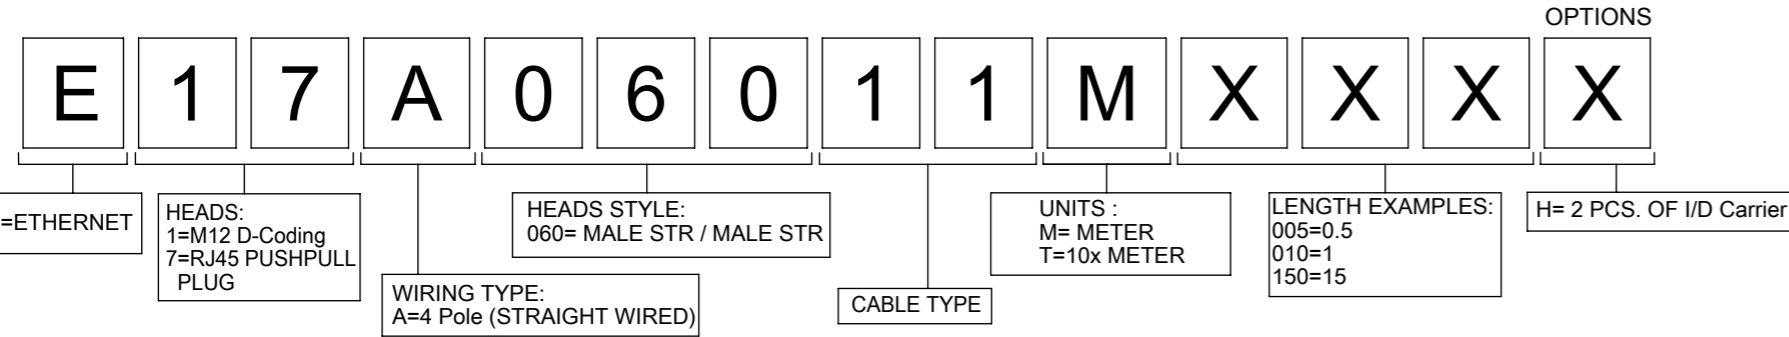 OPTIONS
E 1 7 A 0 6 0 1 1 M X X X X
=ETHERNET
HEADS:
1=M12 D-Coding
7=RJ45 PUSHPULL
PLUG
WIRING TYPE:
A=4 Pole (STRAIGHT WIRED)
HEADS STYLE:
060= MALE STR / MALE STR
CABLE TYPE
UNITS :
M= METER
T=10x METER
LENGTH EXAMPLES:
005=0.5
010=1
150=15
H= 2 PCS. OF I/D Carrier